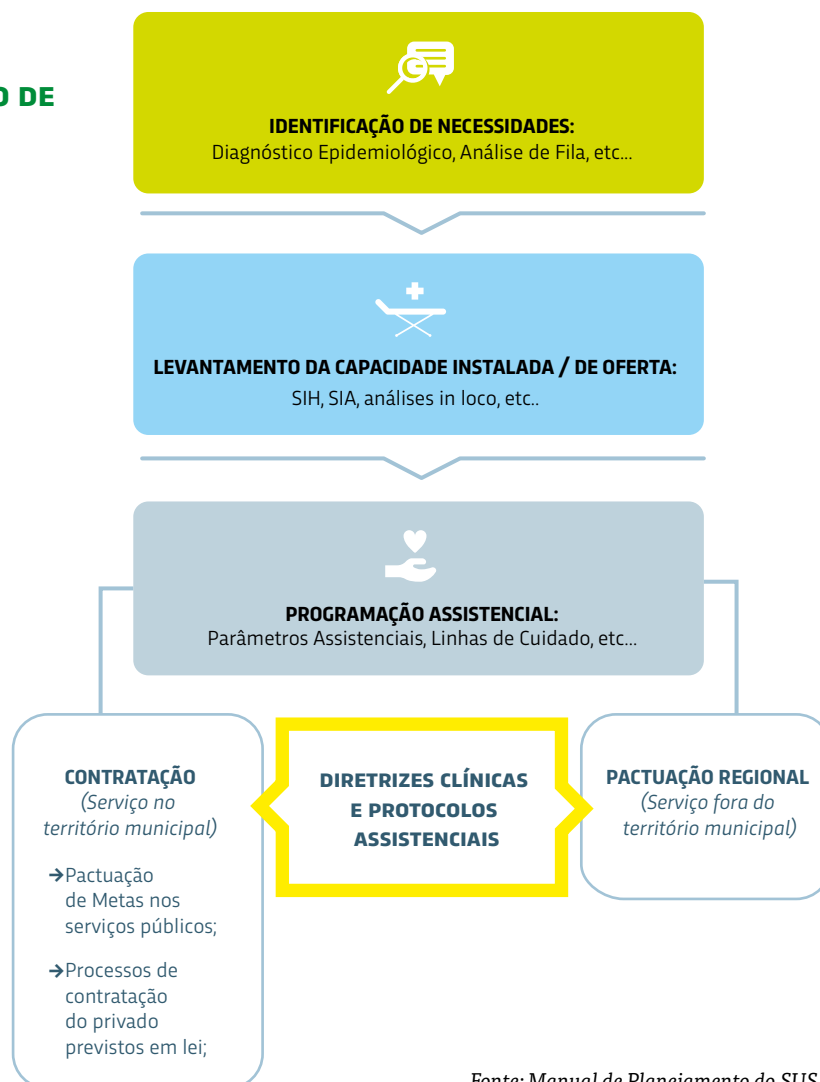 O DE
IDENTIFICAÇÃO DE NECESSIDADES:
Diagnóstico Epidemiológico, Análise de Fila, etc...
LEVANTAMENTO DA CAPACIDADE INSTALADA / DE OFERTA:
SIH, SIA, análises in loco, etc..
PROGRAMAÇÃO ASSISTENCIAL:
Parâmetros Assistenciais, Linhas de Cuidado, etc...
CONTRATAÇÃO
(Serviço no
território municipal)
→Pactuação
de Metas nos
serviços públicos;
→Processos de
contratação
do privado
previstos em lei;
DIRETRIZES CLÍNICAS
E PROTOCOLOS
ASSISTENCIAIS
PACTUAÇÃO REGIONAL
(Serviço fora do
território municipal)
Fonte: Manual de Planejamento do SUS